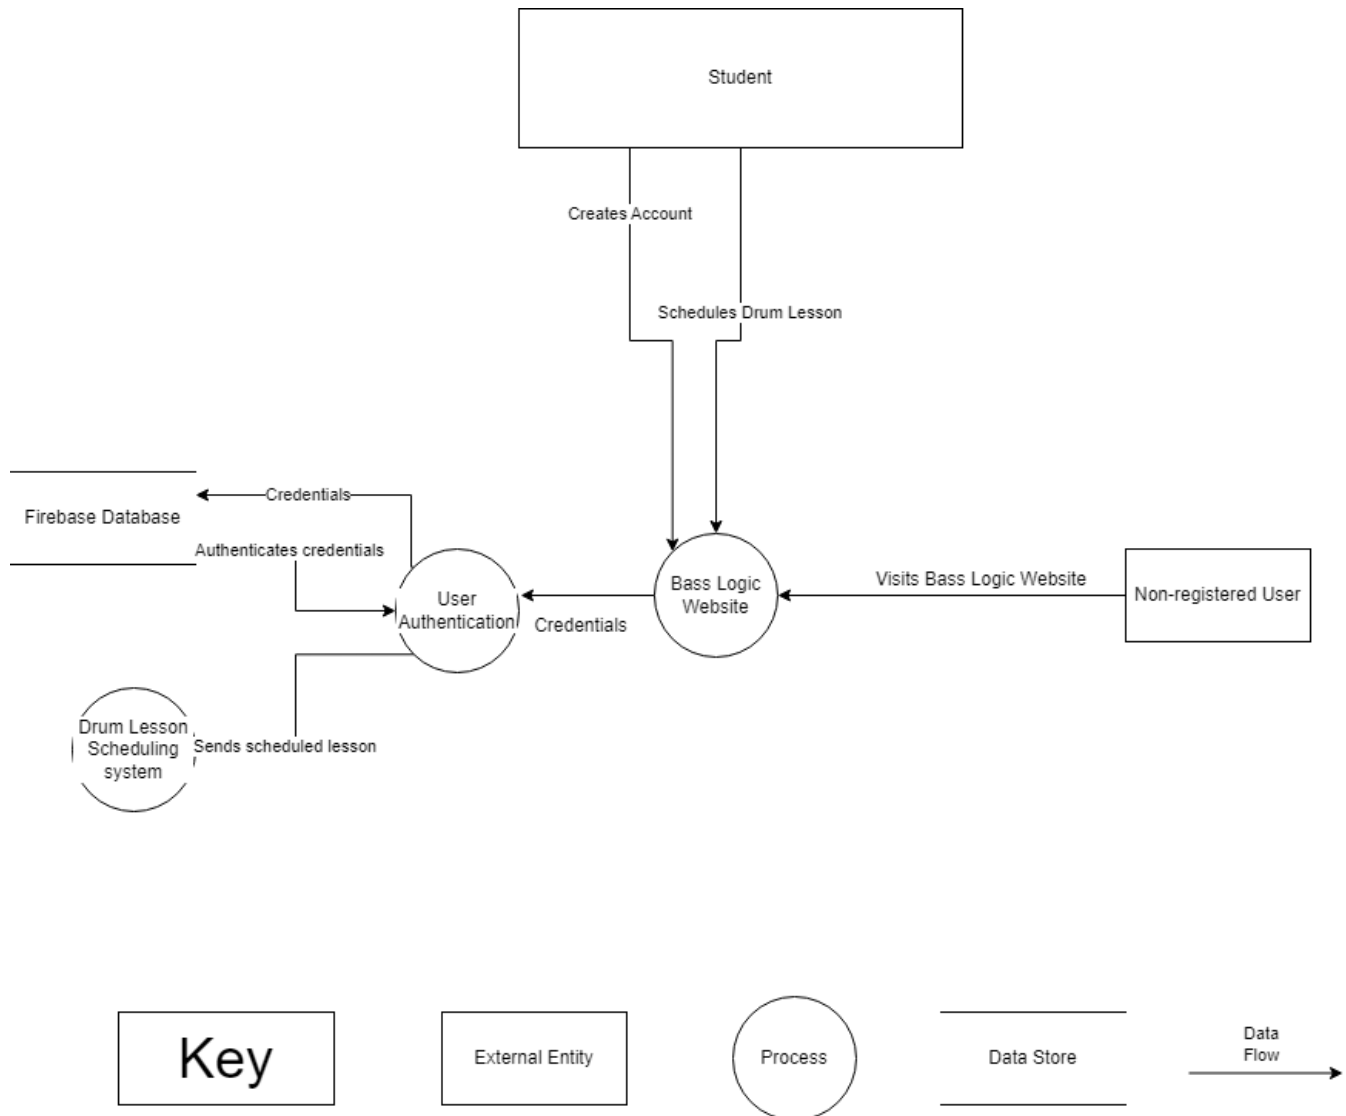 Student
Creates Account
Schedules Drum Lesson
Credentials
Firebase Database
Authenticates credentials
User
Authentication
Credentials
Bass Logic
Website
Visits Bass Logic Website
Non-registered User
Drum Lesson
Scheduling
system
Sends scheduled lesson
Key
External Entity
Process
Data Store
Data
Flow